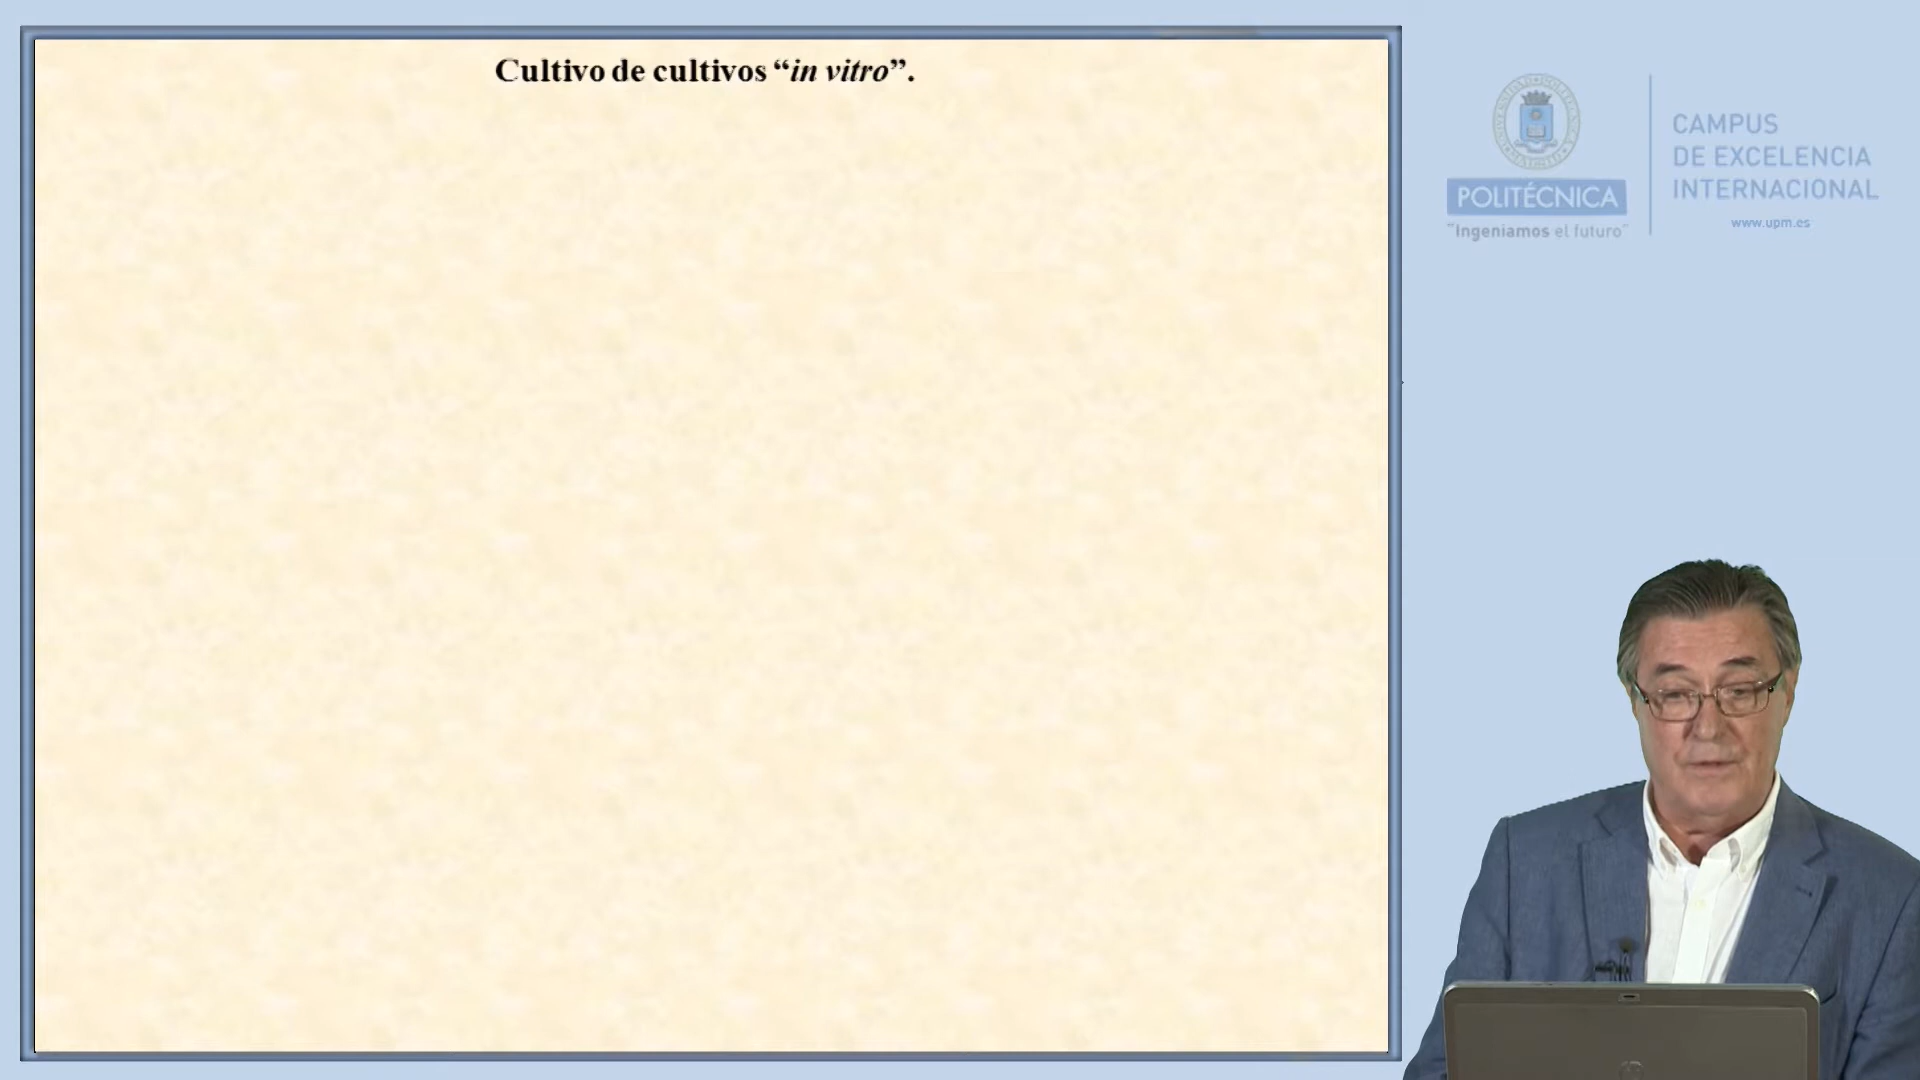 Cultivo de cultivos “in vitro”.
POLITÉCNICA
"Ingeniamos el futuro"
CAMPUS
DE EXCELENCIA
INTERNACIONAL
www.upm.es